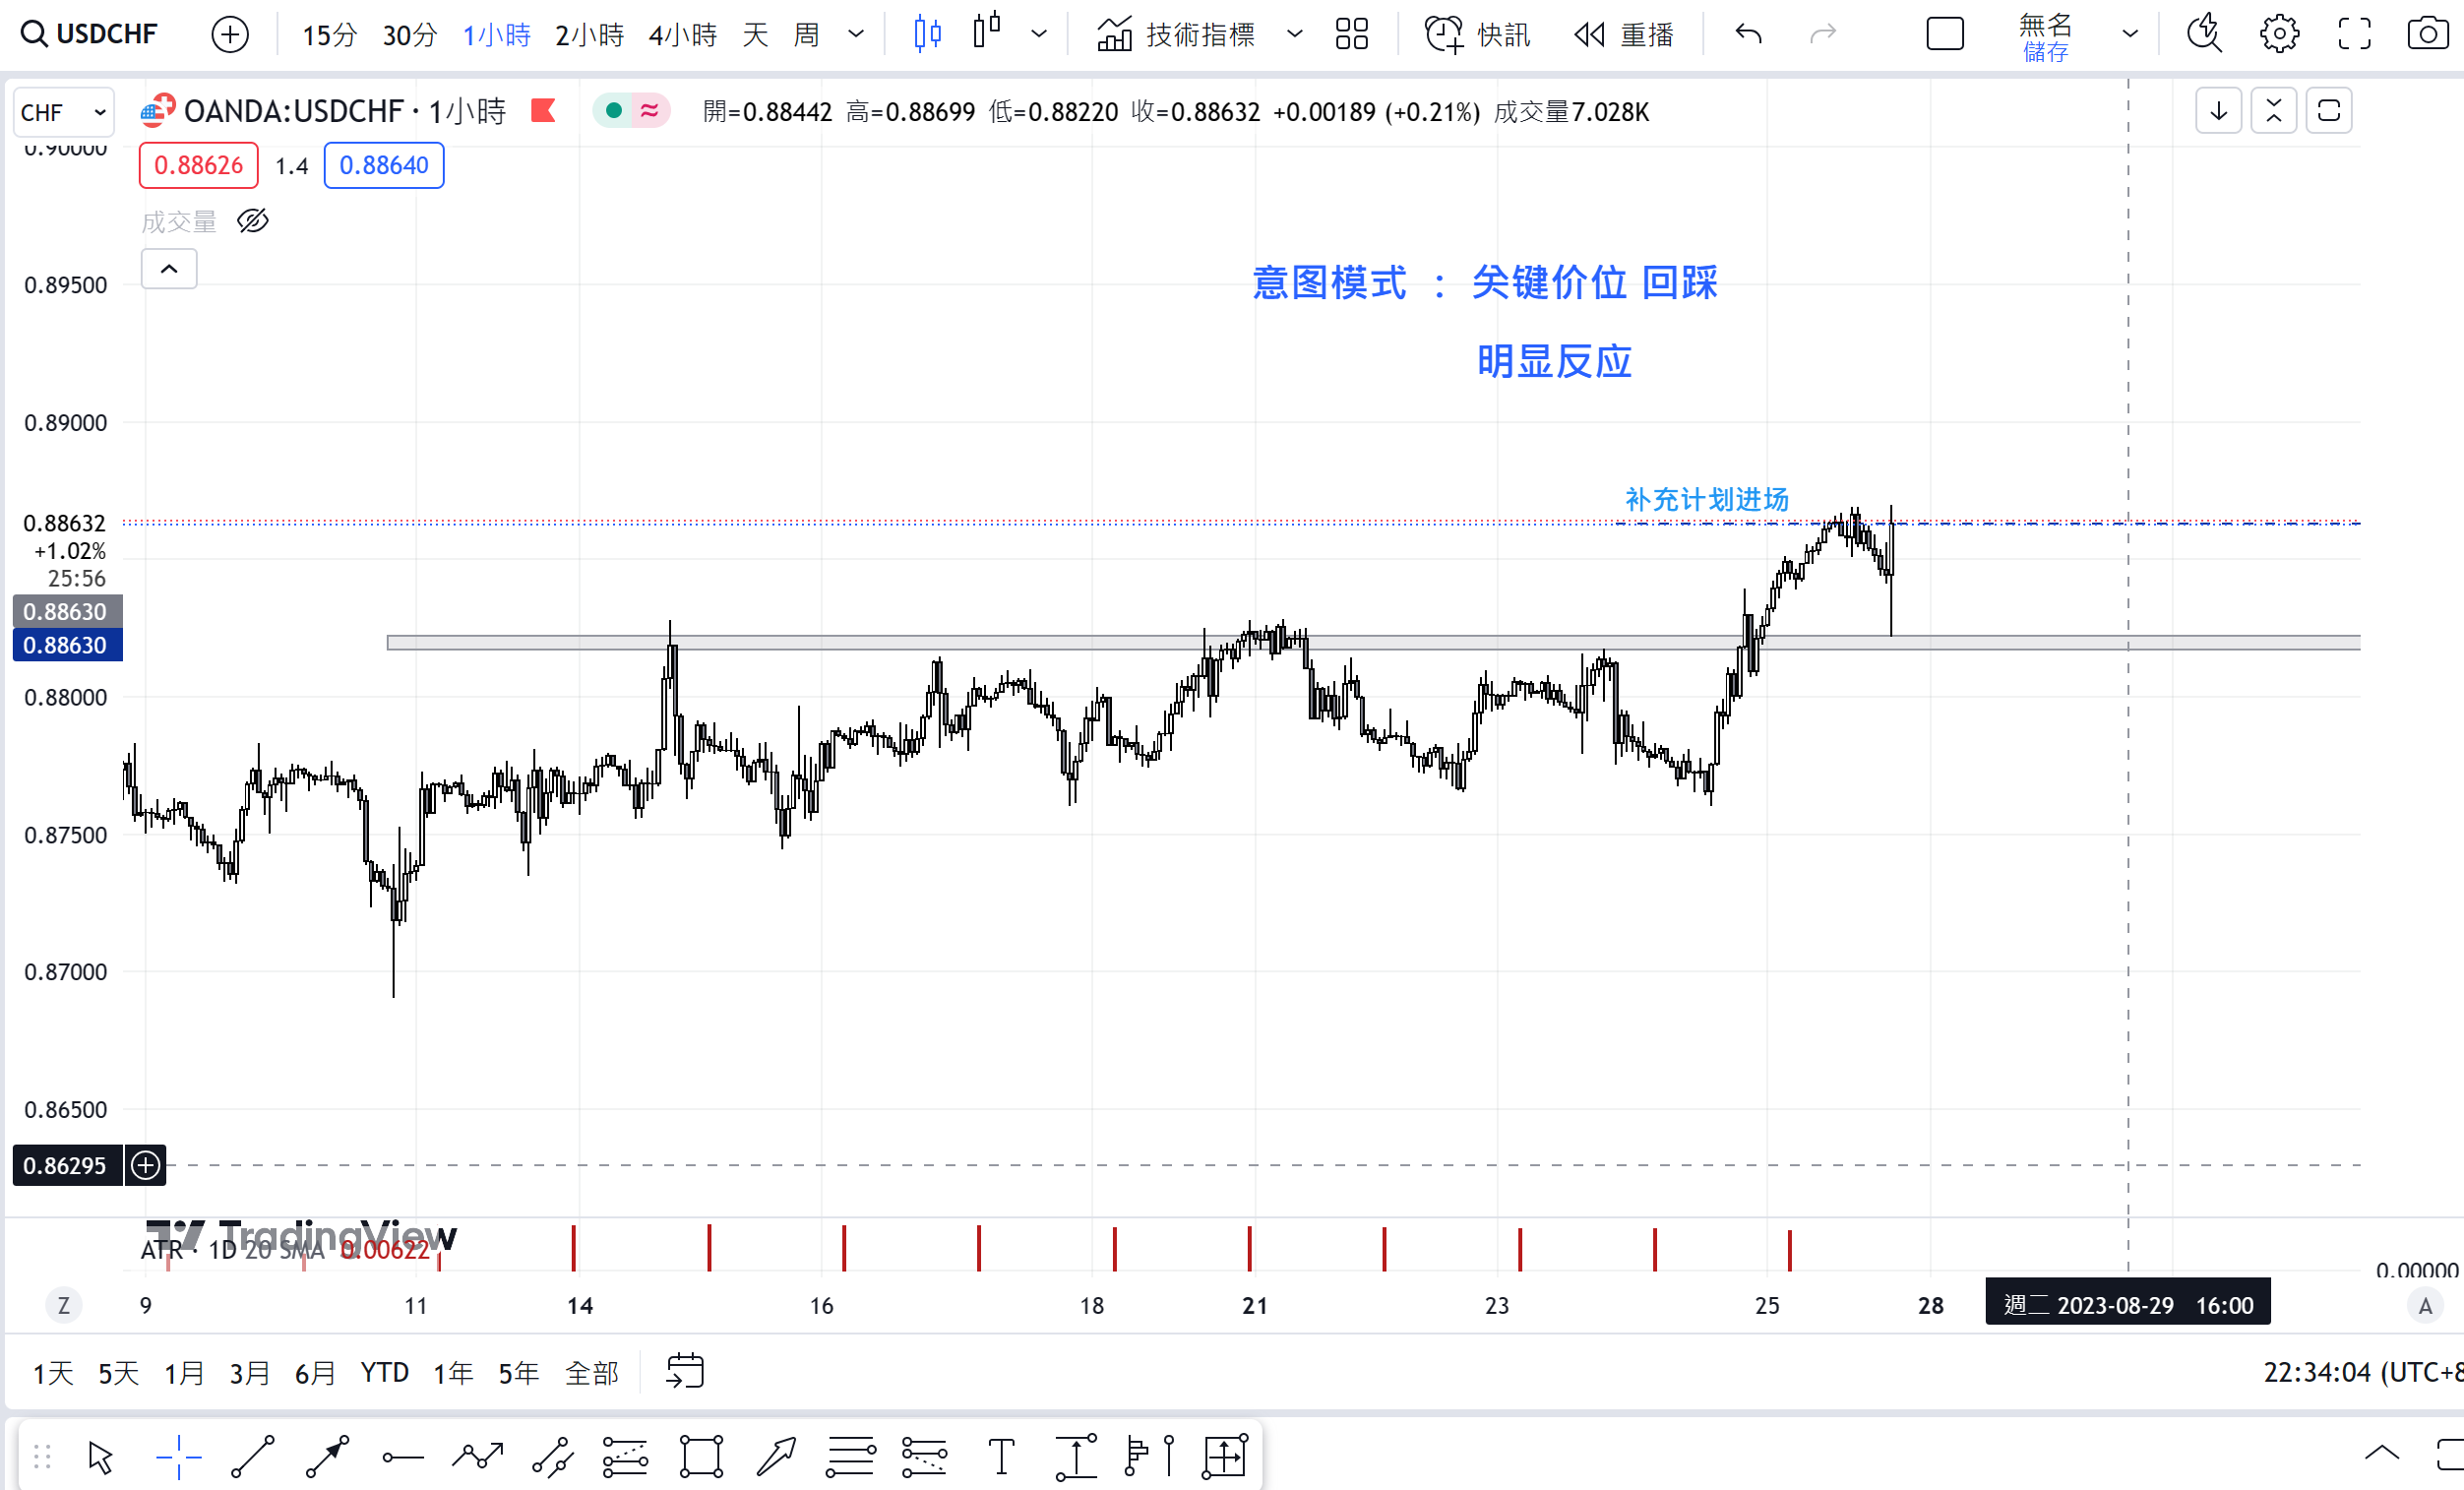 USDCHF 15分 30分 1小時 2小時 4小時 天 周 技術指標 快訊 重播 無名
儲存
CHF OANDA:USDCHF · 1小時 開=0.88442 高=0.88699 低=0.88220 收=0.88632 +0.00189 (+0.21%) 成交量7.028K
0.90000
0.88626 1.4 0.88640
成交量
0.89500
意图模式 ： 关键价位 回踩
明显反应
0.89000
补充计划进场
0.88632
+1.02%
25:56
0.88630
0.88630
0.88000
0.87500
0.87000
0.86500
0.86295
TradingView
ATR · 1D 20 SMA 0.00622
0.00000
Z 9 11 14 16 18 21 23 25 28 週二 2023-08-29 16:00 A
1天 5天 1月 3月 6月 YTD 1年 5年 全部 22:34:04 (UTC+8